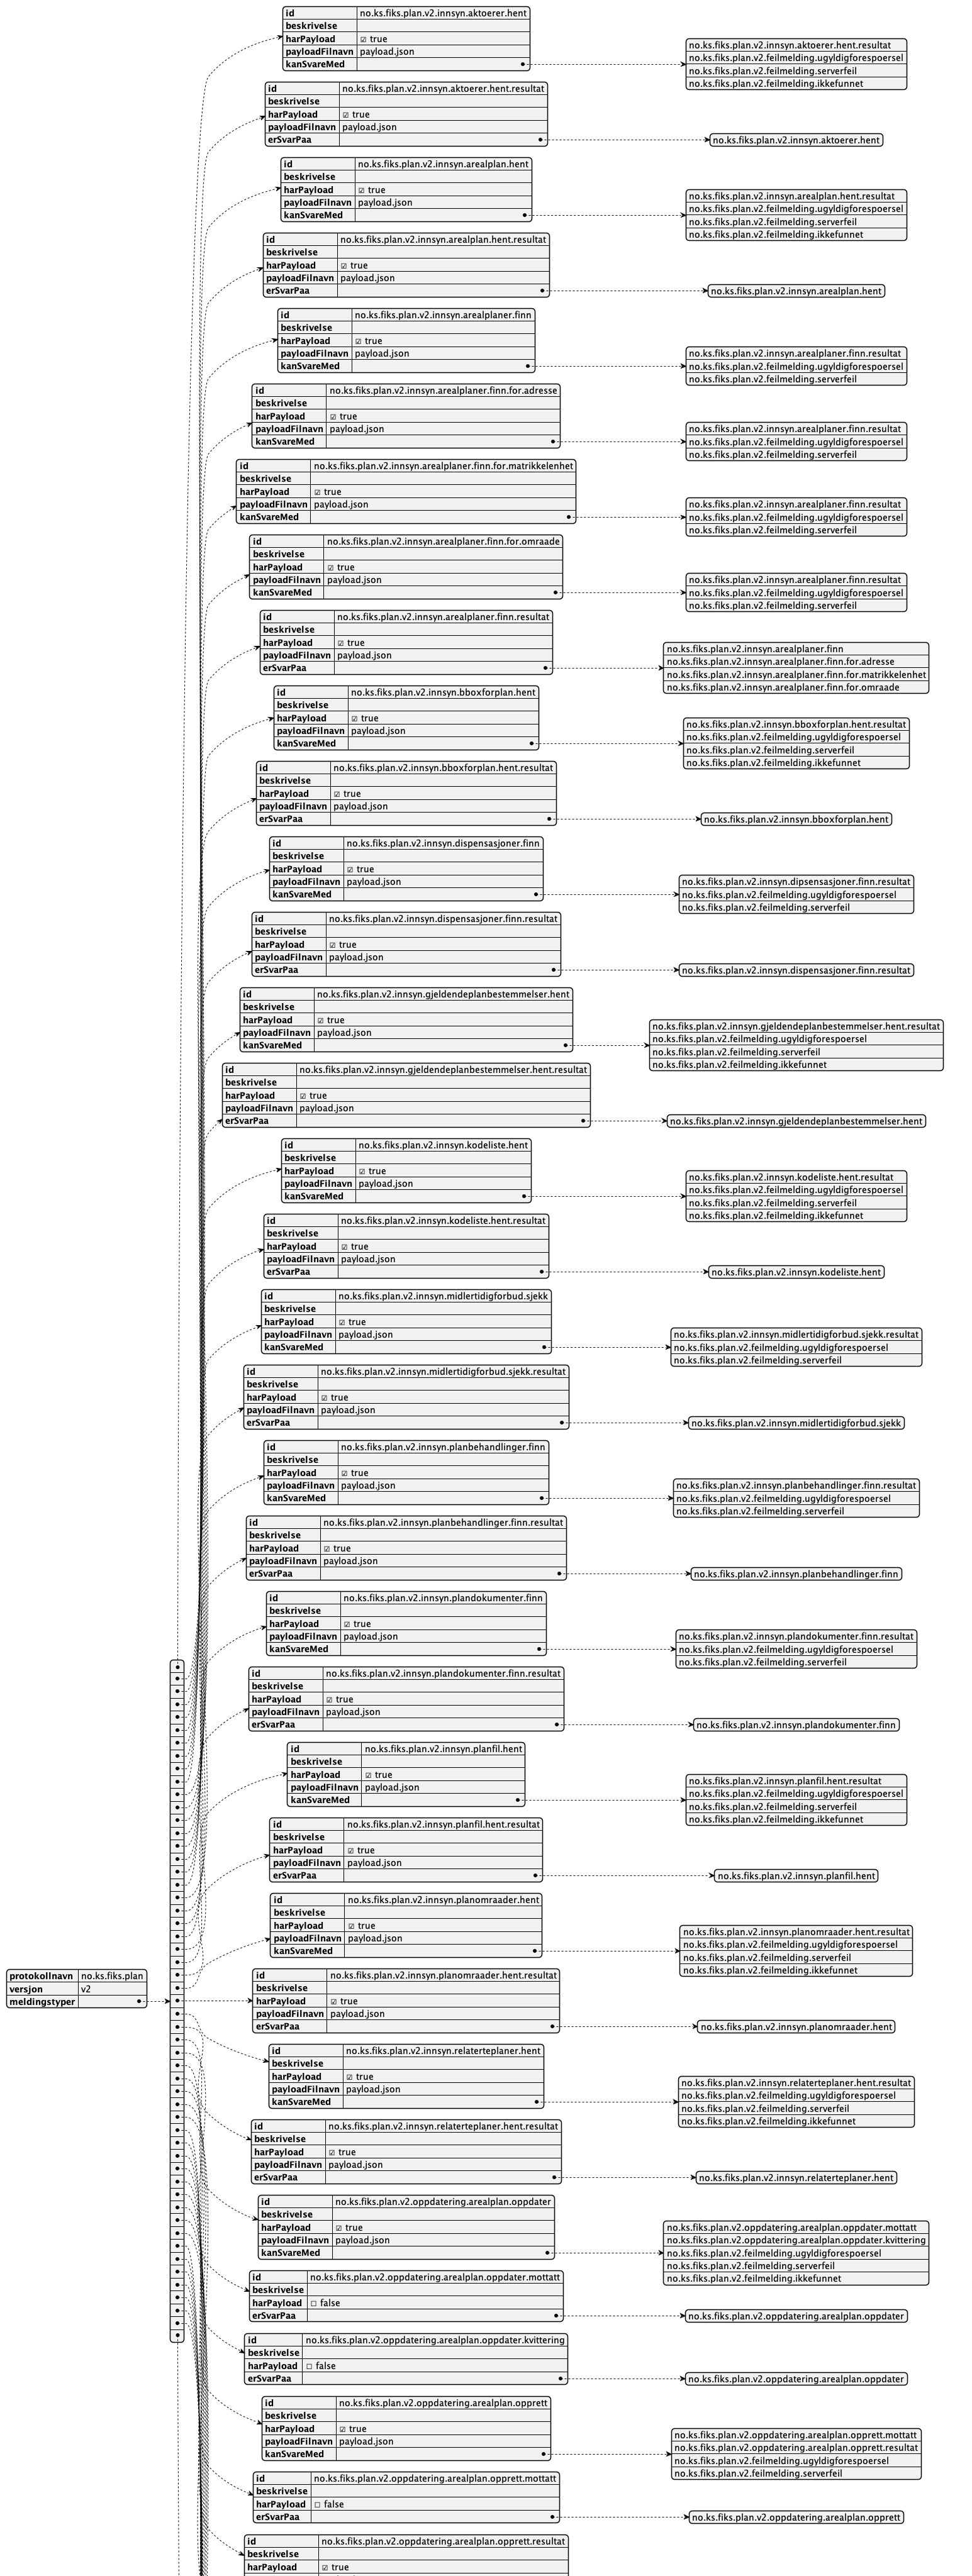 id no.ks.fiks.plan.v2.innsyn.aktoerer.hent
beskrivelse
harPayload ☑ true
payloadFilnavn payload.json
kanSvareMed
no.ks.fiks.plan.v2.innsyn.aktoerer.hent.resultat
no.ks.fiks.plan.v2.feilmelding.ugyldigforespoersel
no.ks.fiks.plan.v2.feilmelding.serverfeil
no.ks.fiks.plan.v2.feilmelding.ikkefunnet
id no.ks.fiks.plan.v2.innsyn.aktoerer.hent.resultat
beskrivelse
harPayload ☑ true
payloadFilnavn payload.json
erSvarPaa
no.ks.fiks.plan.v2.innsyn.aktoerer.hent
id no.ks.fiks.plan.v2.innsyn.arealplan.hent
beskrivelse
harPayload ☑ true
payloadFilnavn payload.json
kanSvareMed
no.ks.fiks.plan.v2.innsyn.arealplan.hent.resultat
no.ks.fiks.plan.v2.feilmelding.ugyldigforespoersel
no.ks.fiks.plan.v2.feilmelding.serverfeil
no.ks.fiks.plan.v2.feilmelding.ikkefunnet
id no.ks.fiks.plan.v2.innsyn.arealplan.hent.resultat
beskrivelse
harPayload ☑ true
payloadFilnavn payload.json
erSvarPaa
no.ks.fiks.plan.v2.innsyn.arealplan.hent
id no.ks.fiks.plan.v2.innsyn.arealplaner.finn
beskrivelse
harPayload ☑ true
payloadFilnavn payload.json
kanSvareMed
no.ks.fiks.plan.v2.innsyn.arealplaner.finn.resultat
no.ks.fiks.plan.v2.feilmelding.ugyldigforespoersel
no.ks.fiks.plan.v2.feilmelding.serverfeil
id no.ks.fiks.plan.v2.innsyn.arealplaner.finn.for.adresse
beskrivelse
harPayload ☑ true
payloadFilnavn payload.json
kanSvareMed
no.ks.fiks.plan.v2.innsyn.arealplaner.finn.resultat
no.ks.fiks.plan.v2.feilmelding.ugyldigforespoersel
no.ks.fiks.plan.v2.feilmelding.serverfeil
id no.ks.fiks.plan.v2.innsyn.arealplaner.finn.for.matrikkelenhet
beskrivelse
harPayload ☑ true
payloadFilnavn payload.json
kanSvareMed
no.ks.fiks.plan.v2.innsyn.arealplaner.finn.resultat
no.ks.fiks.plan.v2.feilmelding.ugyldigforespoersel
no.ks.fiks.plan.v2.feilmelding.serverfeil
id no.ks.fiks.plan.v2.innsyn.arealplaner.finn.for.omraade
beskrivelse
harPayload ☑ true
payloadFilnavn payload.json
kanSvareMed
no.ks.fiks.plan.v2.innsyn.arealplaner.finn.resultat
no.ks.fiks.plan.v2.feilmelding.ugyldigforespoersel
no.ks.fiks.plan.v2.feilmelding.serverfeil
id no.ks.fiks.plan.v2.innsyn.arealplaner.finn.resultat
beskrivelse
harPayload ☑ true
payloadFilnavn payload.json
erSvarPaa
no.ks.fiks.plan.v2.innsyn.arealplaner.finn
no.ks.fiks.plan.v2.innsyn.arealplaner.finn.for.adresse
no.ks.fiks.plan.v2.innsyn.arealplaner.finn.for.matrikkelenhet
no.ks.fiks.plan.v2.innsyn.arealplaner.finn.for.omraade
id no.ks.fiks.plan.v2.innsyn.bboxforplan.hent
beskrivelse
harPayload ☑ true
payloadFilnavn payload.json
kanSvareMed
no.ks.fiks.plan.v2.innsyn.bboxforplan.hent.resultat
no.ks.fiks.plan.v2.feilmelding.ugyldigforespoersel
no.ks.fiks.plan.v2.feilmelding.serverfeil
no.ks.fiks.plan.v2.feilmelding.ikkefunnet
id no.ks.fiks.plan.v2.innsyn.bboxforplan.hent.resultat
beskrivelse
harPayload ☑ true
payloadFilnavn payload.json
erSvarPaa
no.ks.fiks.plan.v2.innsyn.bboxforplan.hent
id no.ks.fiks.plan.v2.innsyn.dispensasjoner.finn
beskrivelse
harPayload ☑ true
payloadFilnavn payload.json
kanSvareMed
no.ks.fiks.plan.v2.innsyn.dipsensasjoner.finn.resultat
no.ks.fiks.plan.v2.feilmelding.ugyldigforespoersel
no.ks.fiks.plan.v2.feilmelding.serverfeil
id no.ks.fiks.plan.v2.innsyn.dispensasjoner.finn.resultat
beskrivelse
harPayload ☑ true
payloadFilnavn payload.json
erSvarPaa
no.ks.fiks.plan.v2.innsyn.dispensasjoner.finn.resultat
id no.ks.fiks.plan.v2.innsyn.gjeldendeplanbestemmelser.hent
beskrivelse
harPayload ☑ true
payloadFilnavn payload.json
kanSvareMed
no.ks.fiks.plan.v2.innsyn.gjeldendeplanbestemmelser.hent.resultat
no.ks.fiks.plan.v2.feilmelding.ugyldigforespoersel
no.ks.fiks.plan.v2.feilmelding.serverfeil
no.ks.fiks.plan.v2.feilmelding.ikkefunnet
id no.ks.fiks.plan.v2.innsyn.gjeldendeplanbestemmelser.hent.resultat
beskrivelse
harPayload ☑ true
payloadFilnavn payload.json
erSvarPaa
no.ks.fiks.plan.v2.innsyn.gjeldendeplanbestemmelser.hent
id no.ks.fiks.plan.v2.innsyn.kodeliste.hent
beskrivelse
harPayload ☑ true
payloadFilnavn payload.json
kanSvareMed
no.ks.fiks.plan.v2.innsyn.kodeliste.hent.resultat
no.ks.fiks.plan.v2.feilmelding.ugyldigforespoersel
no.ks.fiks.plan.v2.feilmelding.serverfeil
no.ks.fiks.plan.v2.feilmelding.ikkefunnet
id no.ks.fiks.plan.v2.innsyn.kodeliste.hent.resultat
beskrivelse
harPayload ☑ true
payloadFilnavn payload.json
erSvarPaa
no.ks.fiks.plan.v2.innsyn.kodeliste.hent
id no.ks.fiks.plan.v2.innsyn.midlertidigforbud.sjekk
beskrivelse
harPayload ☑ true
payloadFilnavn payload.json
kanSvareMed
no.ks.fiks.plan.v2.innsyn.midlertidigforbud.sjekk.resultat
no.ks.fiks.plan.v2.feilmelding.ugyldigforespoersel
no.ks.fiks.plan.v2.feilmelding.serverfeil
id no.ks.fiks.plan.v2.innsyn.midlertidigforbud.sjekk.resultat
beskrivelse
harPayload ☑ true
payloadFilnavn payload.json
erSvarPaa
no.ks.fiks.plan.v2.innsyn.midlertidigforbud.sjekk
id no.ks.fiks.plan.v2.innsyn.planbehandlinger.finn
beskrivelse
harPayload ☑ true
payloadFilnavn payload.json
kanSvareMed
no.ks.fiks.plan.v2.innsyn.planbehandlinger.finn.resultat
no.ks.fiks.plan.v2.feilmelding.ugyldigforespoersel
no.ks.fiks.plan.v2.feilmelding.serverfeil
id no.ks.fiks.plan.v2.innsyn.planbehandlinger.finn.resultat
beskrivelse
harPayload ☑ true
payloadFilnavn payload.json
erSvarPaa
no.ks.fiks.plan.v2.innsyn.planbehandlinger.finn
id no.ks.fiks.plan.v2.innsyn.plandokumenter.finn
beskrivelse
harPayload ☑ true
payloadFilnavn payload.json
kanSvareMed
no.ks.fiks.plan.v2.innsyn.plandokumenter.finn.resultat
no.ks.fiks.plan.v2.feilmelding.ugyldigforespoersel
no.ks.fiks.plan.v2.feilmelding.serverfeil
id no.ks.fiks.plan.v2.innsyn.plandokumenter.finn.resultat
beskrivelse
harPayload ☑ true
payloadFilnavn payload.json
erSvarPaa
no.ks.fiks.plan.v2.innsyn.plandokumenter.finn
id no.ks.fiks.plan.v2.innsyn.planfil.hent
beskrivelse
harPayload ☑ true
payloadFilnavn payload.json
kanSvareMed
no.ks.fiks.plan.v2.innsyn.planfil.hent.resultat
no.ks.fiks.plan.v2.feilmelding.ugyldigforespoersel
no.ks.fiks.plan.v2.feilmelding.serverfeil
no.ks.fiks.plan.v2.feilmelding.ikkefunnet
id no.ks.fiks.plan.v2.innsyn.planfil.hent.resultat
beskrivelse
harPayload ☑ true
payloadFilnavn payload.json
erSvarPaa
no.ks.fiks.plan.v2.innsyn.planfil.hent
id no.ks.fiks.plan.v2.innsyn.planomraader.hent
beskrivelse
harPayload ☑ true
payloadFilnavn payload.json
kanSvareMed
no.ks.fiks.plan.v2.innsyn.planomraader.hent.resultat
no.ks.fiks.plan.v2.feilmelding.ugyldigforespoersel
no.ks.fiks.plan.v2.feilmelding.serverfeil
no.ks.fiks.plan.v2.feilmelding.ikkefunnet
protokollnavn no.ks.fiks.plan
versjon v2
meldingstyper
id no.ks.fiks.plan.v2.innsyn.planomraader.hent.resultat
beskrivelse
harPayload ☑ true
payloadFilnavn payload.json
erSvarPaa
no.ks.fiks.plan.v2.innsyn.planomraader.hent
id no.ks.fiks.plan.v2.innsyn.relaterteplaner.hent
beskrivelse
harPayload ☑ true
payloadFilnavn payload.json
kanSvareMed
no.ks.fiks.plan.v2.innsyn.relaterteplaner.hent.resultat
no.ks.fiks.plan.v2.feilmelding.ugyldigforespoersel
no.ks.fiks.plan.v2.feilmelding.serverfeil
no.ks.fiks.plan.v2.feilmelding.ikkefunnet
id no.ks.fiks.plan.v2.innsyn.relaterteplaner.hent.resultat
beskrivelse
harPayload ☑ true
payloadFilnavn payload.json
erSvarPaa
no.ks.fiks.plan.v2.innsyn.relaterteplaner.hent
id no.ks.fiks.plan.v2.oppdatering.arealplan.oppdater
beskrivelse
harPayload ☑ true
payloadFilnavn payload.json
kanSvareMed
no.ks.fiks.plan.v2.oppdatering.arealplan.oppdater.mottatt
no.ks.fiks.plan.v2.oppdatering.arealplan.oppdater.kvittering
no.ks.fiks.plan.v2.feilmelding.ugyldigforespoersel
no.ks.fiks.plan.v2.feilmelding.serverfeil
no.ks.fiks.plan.v2.feilmelding.ikkefunnet
id no.ks.fiks.plan.v2.oppdatering.arealplan.oppdater.mottatt
beskrivelse
harPayload ☐ false
erSvarPaa
no.ks.fiks.plan.v2.oppdatering.arealplan.oppdater
id no.ks.fiks.plan.v2.oppdatering.arealplan.oppdater.kvittering
beskrivelse
harPayload ☐ false
erSvarPaa
no.ks.fiks.plan.v2.oppdatering.arealplan.oppdater
id no.ks.fiks.plan.v2.oppdatering.arealplan.opprett
beskrivelse
harPayload ☑ true
payloadFilnavn payload.json
kanSvareMed
no.ks.fiks.plan.v2.oppdatering.arealplan.opprett.mottatt
no.ks.fiks.plan.v2.oppdatering.arealplan.opprett.resultat
no.ks.fiks.plan.v2.feilmelding.ugyldigforespoersel
no.ks.fiks.plan.v2.feilmelding.serverfeil
id no.ks.fiks.plan.v2.oppdatering.arealplan.opprett.mottatt
beskrivelse
harPayload ☐ false
erSvarPaa
no.ks.fiks.plan.v2.oppdatering.arealplan.opprett
id no.ks.fiks.plan.v2.oppdatering.arealplan.opprett.resultat
beskrivelse
harPayload ☑ true